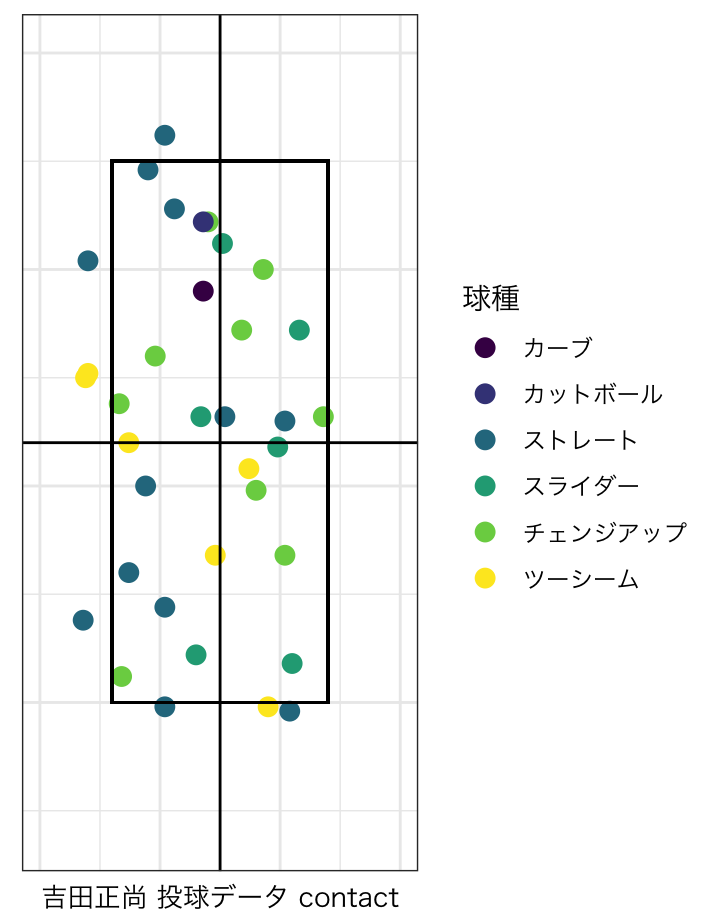 球種
カーブ
カットボール
ストレート
スライダー
チェンジアップ
ツーシーム
吉田正尚 投球データ contact